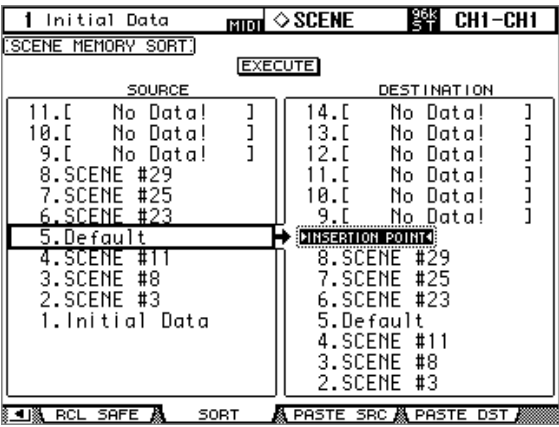 1 Initial Data MIDI ◇SCENE 96K ST CH1-CH1
SCENE MEMORY SORT
EXECUTE
SOURCE
11.[ No Data! ]
10.[ No Data! ]
9.[ No Data! ]
8.SCENE #29
7.SCENE #25
6.SCENE #23
5.Default
4.SCENE #11
3.SCENE #8
2.SCENE #3
1.Initial Data
DESTINATION
14.[ No Data! ]
13.[ No Data! ]
12.[ No Data! ]
11.[ No Data! ]
10.[ No Data! ]
9.[ No Data! ]
INSERTION POINT
8.SCENE #29
7.SCENE #25
6.SCENE #23
5.Default
4.SCENE #11
3.SCENE #8
2.SCENE #3
RCL SAFE SORT PASTE SRC PASTE DST